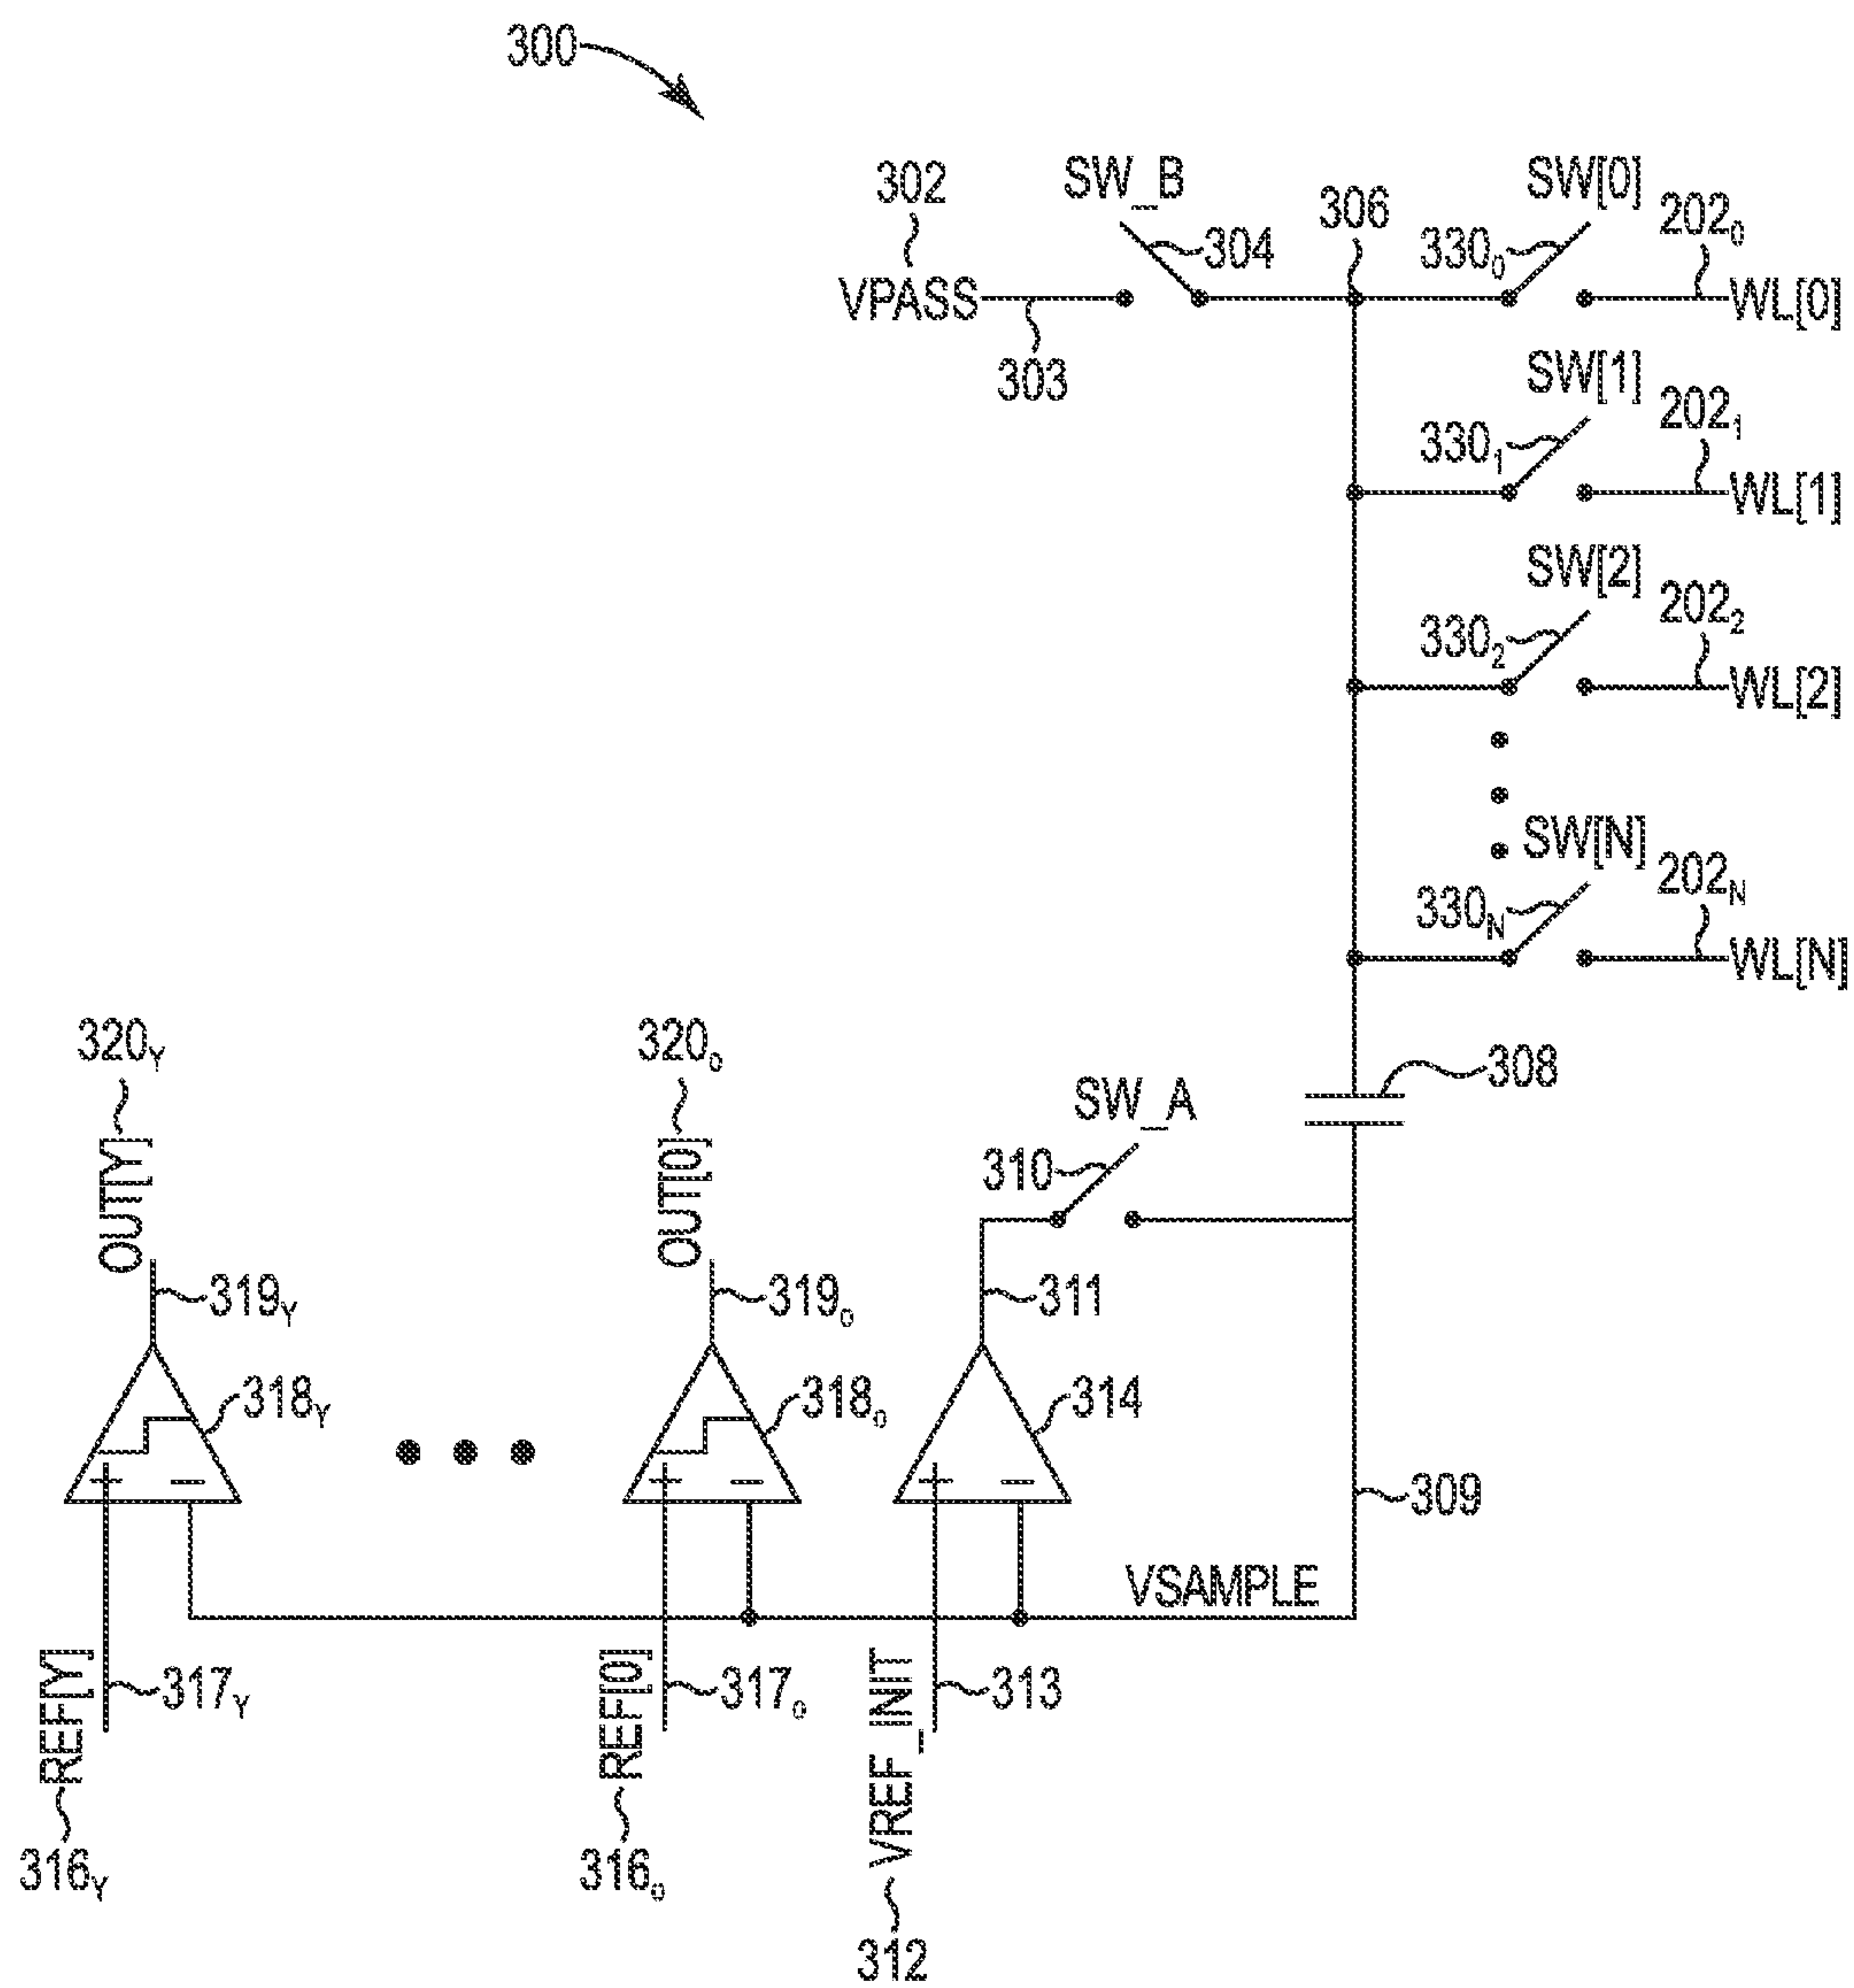 300
302
SW_B
304
306
SW[0]
330₀
202₀
VPASS
WL[0]
303
SW[1]
330₁
202₁
WL[1]
SW[2]
330₂
202₂
WL[2]
SW[N]
330N
202N
WL[N]
320Y
320₀
308
SW_A
310
OUT[Y]
OUT[0]
319Y
319₀
311
318Y
318₀
314
+ −
+ −
+ −
309
VSAMPLE
REF[Y]
317Y
REF[0]
317₀
VREF_INIT
313
316Y
316₀
312